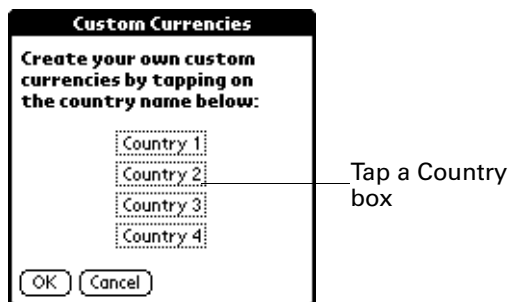 Custom Currencies
Create your own custom
currencies by tapping on
the country name below:
Country 1
Country 2
Country 3
Country 4
Tap a Country
box
OK Cancel